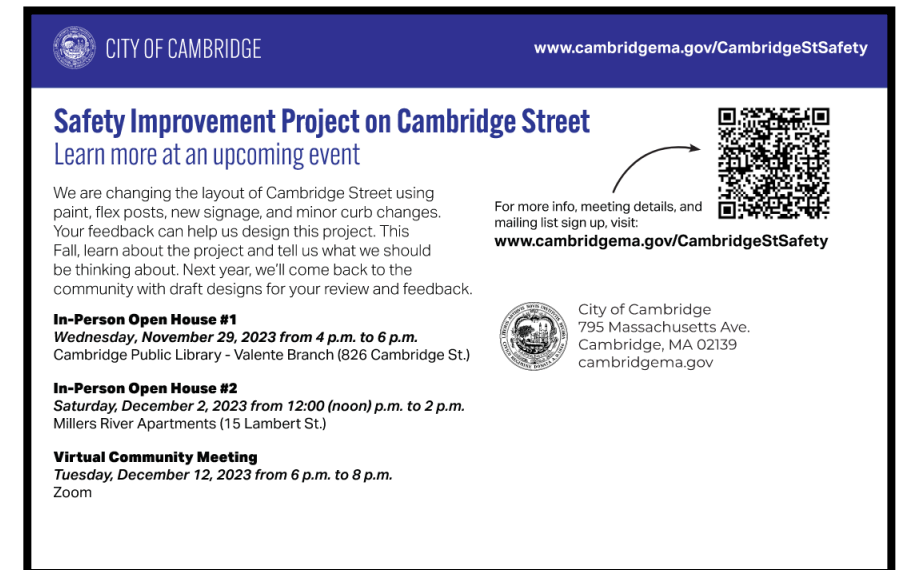 CITY OF CAMBRIDGE
www.cambridgema.gov/CambridgeStSafety
Safety Improvement Project on Cambridge Street
Learn more at an upcoming event
We are changing the layout of Cambridge Street using
paint, flex posts, new signage, and minor curb changes.
Your feedback can help us design this project. This
Fall, learn about the project and tell us what we should
be thinking about. Next year, we'll come back to the
community with draft designs for your review and feedback.
In-Person Open House #1
Wednesday, November 29, 2023 from 4 p.m. to 6 p.m.
Cambridge Public Library - Valente Branch (826 Cambridge St.)
In-Person Open House #2
Saturday, December 2, 2023 from 12:00 (noon) p.m. to 2 p.m.
Millers River Apartments (15 Lambert St.)
Virtual Community Meeting
Tuesday, December 12, 2023 from 6 p.m. to 8 p.m.
Zoom
For more info, meeting details, and
mailing list sign up, visit:
www.cambridgema.gov/CambridgeStSafety
City of Cambridge
795 Massachusetts Ave.
Cambridge, MA 02139
cambridgema.gov